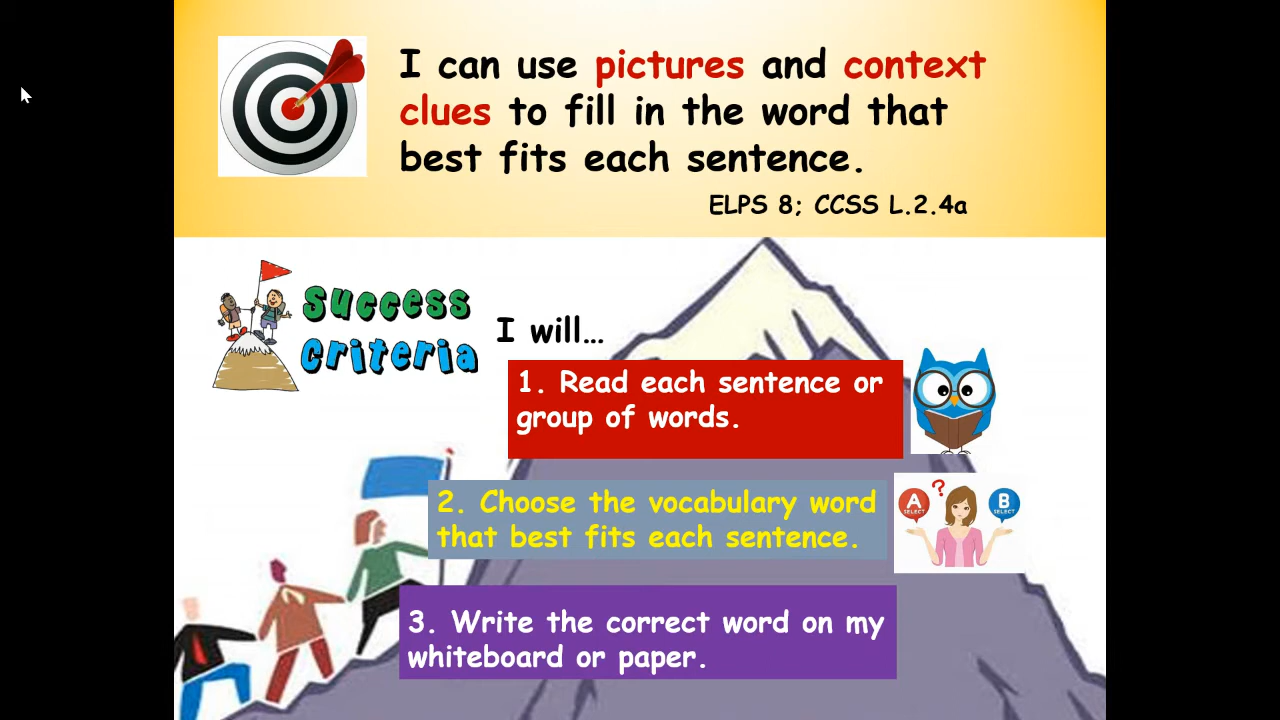 I can use pictures and context
clues to fill in the word that
best fits each sentence.
ELPS 8; CCSS L.2.4a
Success
Criteria
I will...
1. Read each sentence or
group of words.
2. Choose the vocabulary word
that best fits each sentence.
A
SELECT
?
B
SELECT
3. Write the correct word on my
whiteboard or paper.